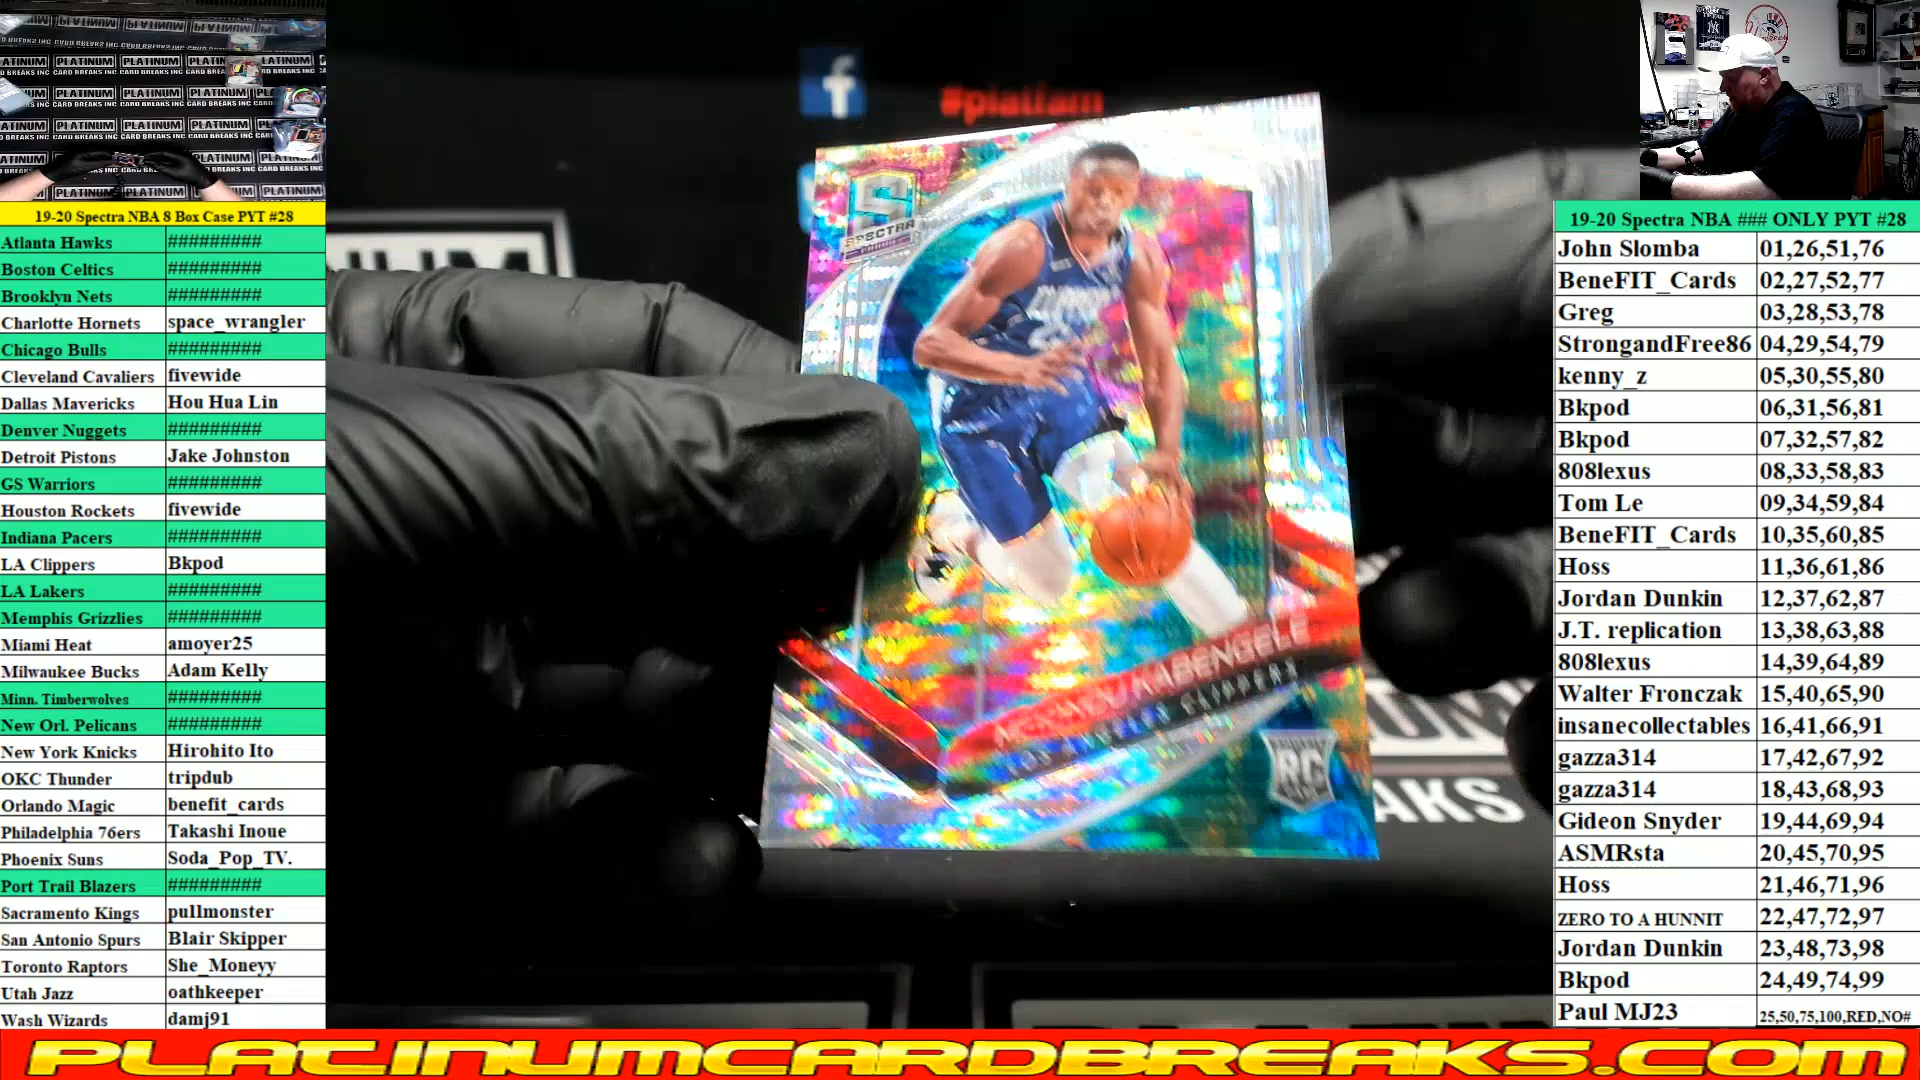 19-20 Spectra NBA 8 Box Case PYT #28
Atlanta Hawks #########
Boston Celtics #########
Brooklyn Nets #########
Charlotte Hornets space_wrangler
Chicago Bulls #########
Cleveland Cavaliers fivewide
Dallas Mavericks Hou Hua Lin
Denver Nuggets #########
Detroit Pistons Jake Johnston
GS Warriors #########
Houston Rockets fivewide
Indiana Pacers #########
LA Clippers Bkpod
LA Lakers #########
Memphis Grizzlies #########
Miami Heat amoyer25
Milwaukee Bucks Adam Kelly
Minn. Timberwolves #########
New Orl. Pelicans #########
New York Knicks Hirohito Ito
OKC Thunder tripdub
Orlando Magic benefit_cards
Philadelphia 76ers Takashi Inoue
Phoenix Suns Soda_Pop_TV.
Port Trail Blazers #########
Sacramento Kings pullmonster
San Antonio Spurs Blair Skipper
Toronto Raptors She_Moneyy
Utah Jazz oathkeeper
Wash Wizards damj91
#platfam
SPECTRA
CLIPPERS
KABENGELE
LOS ANGELES CLIPPERS
RC
19-20 Spectra NBA ### ONLY PYT #28
John Slomba 01,26,51,76
BeneFIT_Cards 02,27,52,77
Greg 03,28,53,78
StrongandFree86 04,29,54,79
kenny_z 05,30,55,80
Bkpod 06,31,56,81
Bkpod 07,32,57,82
808lexus 08,33,58,83
Tom Le 09,34,59,84
BeneFIT_Cards 10,35,60,85
Hoss 11,36,61,86
Jordan Dunkin 12,37,62,87
J.T. replication 13,38,63,88
808lexus 14,39,64,89
Walter Fronczak 15,40,65,90
insanecollectables 16,41,66,91
gazza314 17,42,67,92
gazza314 18,43,68,93
Gideon Snyder 19,44,69,94
ASMRsta 20,45,70,95
Hoss 21,46,71,96
ZERO TO A HUNNIT 22,47,72,97
Jordan Dunkin 23,48,73,98
Bkpod 24,49,74,99
Paul MJ23 25,50,75,100,RED,NO#
PLATINUMCARDBREAKS.COM